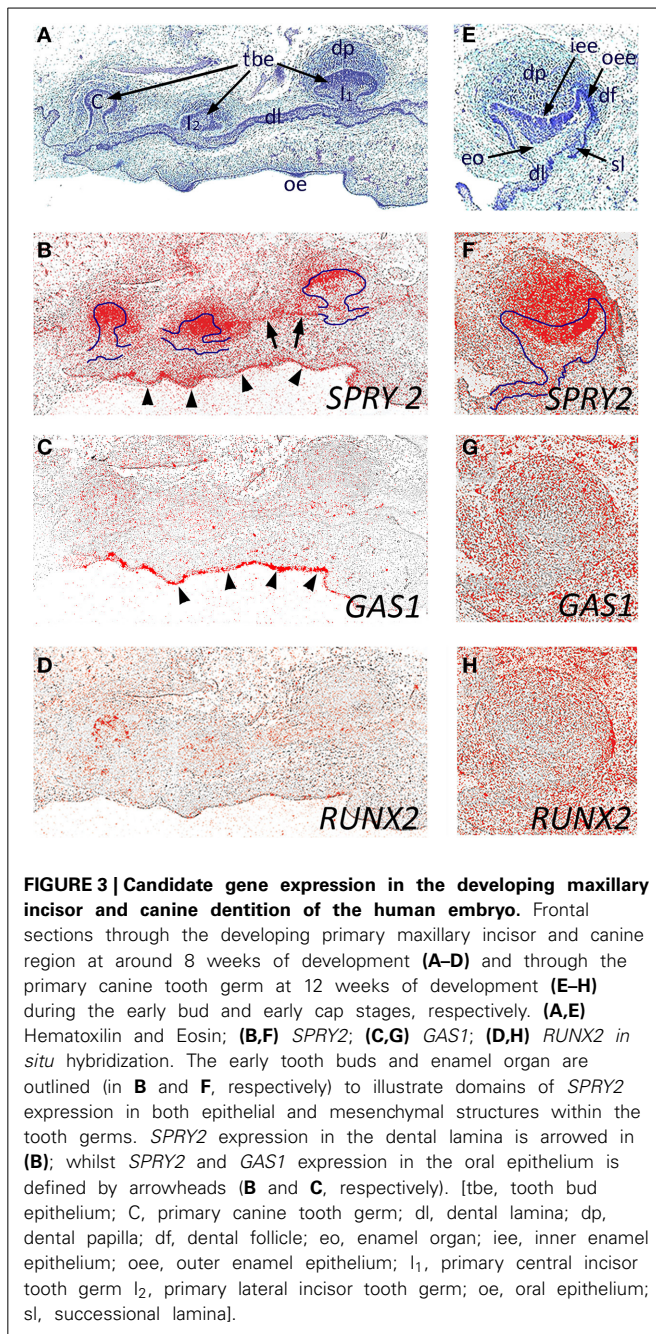 A
tbe
dp
C
I₁
I₂
dl
oe
E
iee
oee
dp
df
eo
dl
sl
B
SPRY 2
F
SPRY2
C
GAS1
G
GAS1
D
RUNX2
H
RUNX2
FIGURE 3 | Candidate gene expression in the developing maxillary
incisor and canine dentition of the human embryo. Frontal
sections through the developing primary maxillary incisor and canine
region at around 8 weeks of development (A–D) and through the
primary canine tooth germ at 12 weeks of development (E–H)
during the early bud and early cap stages, respectively. (A,E)
Hematoxilin and Eosin; (B,F) SPRY2; (C,G) GAS1; (D,H) RUNX2 in
situ hybridization. The early tooth buds and enamel organ are
outlined (in B and F, respectively) to illustrate domains of SPRY2
expression in both epithelial and mesenchymal structures within the
tooth germs. SPRY2 expression in the dental lamina is arrowed in
(B); whilst SPRY2 and GAS1 expression in the oral epithelium is
defined by arrowheads (B and C, respectively). [tbe, tooth bud
epithelium; C, primary canine tooth germ; dl, dental lamina; dp,
dental papilla; df, dental follicle; eo, enamel organ; iee, inner enamel
epithelium; oee, outer enamel epithelium; I₁, primary central incisor
tooth germ I₂, primary lateral incisor tooth germ; oe, oral epithelium;
sl, successional lamina].